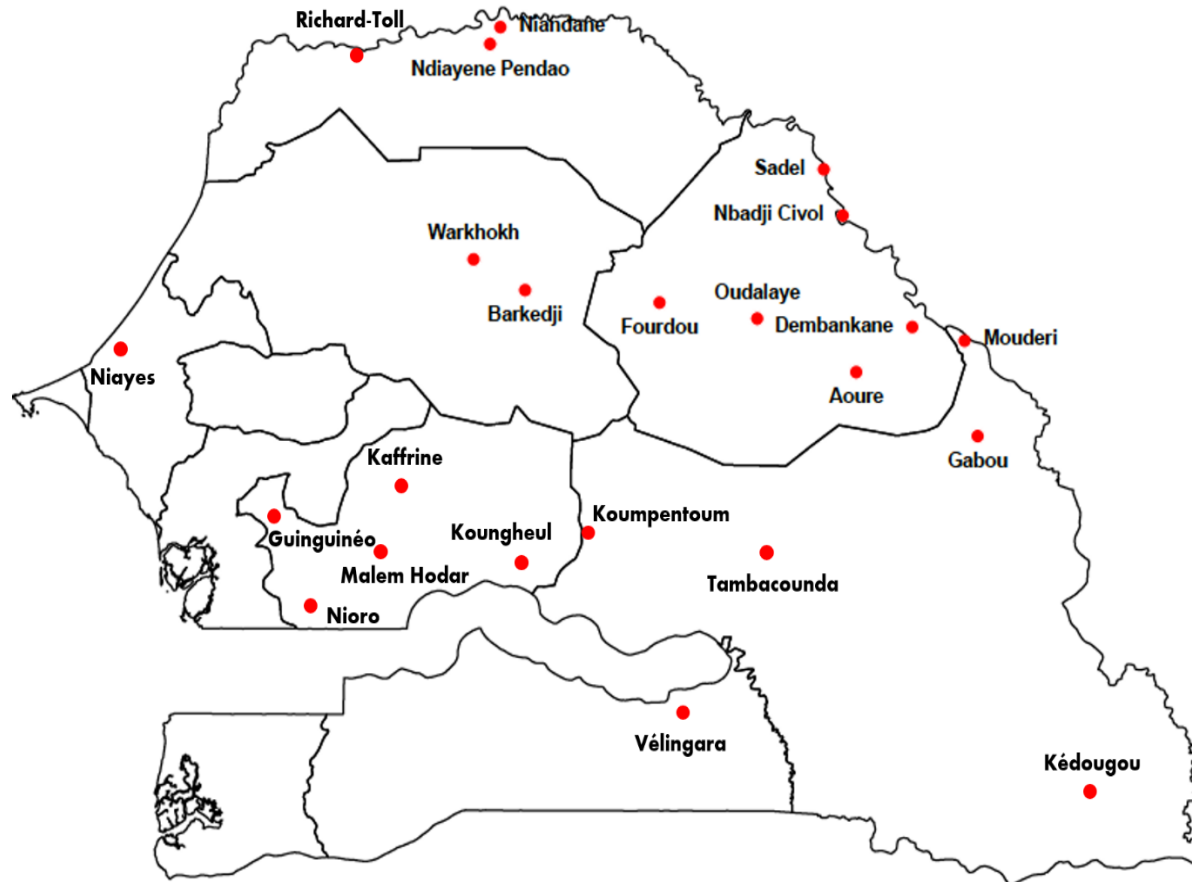 Richard-Toll
Niandane
Ndiayene Pendao
Sadel
Nbadji Civol
Warkhokh
Barkedji
Oudalaye
Fourdou
Dembankane
Mouderi
Niayes
Aoure
Gabou
Kaffrine
Koumpentoum
Koungheul
Guinguinéo
Malem Hodar
Tambacounda
Nioro
Vélingara
Kédougou